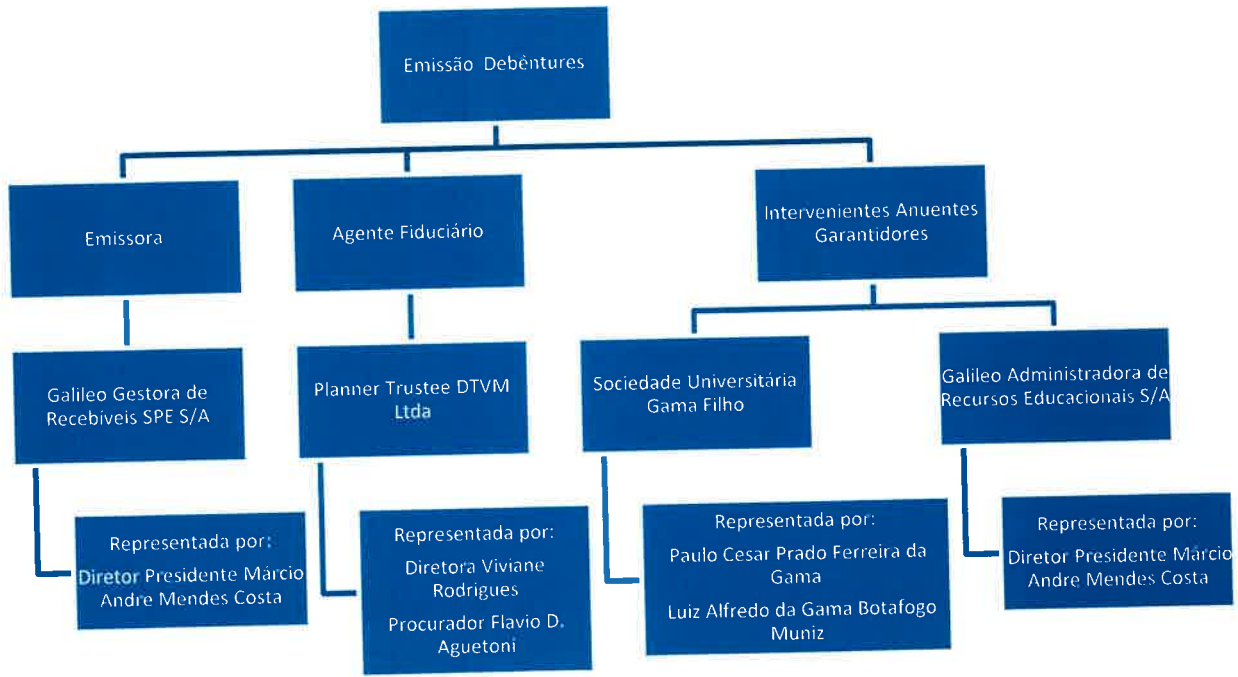 Emissão Debêntures
Emissora
Agente Fiduciário
Intervenientes Anuentes
Garantidores
Galileo Gestora de
Recebíveis SPE S/A
Planner Trustee DTVM
Ltda
Sociedade Universitária
Gama Filho
Galileo Administradora de
Recursos Educacionais S/A
Representada por:
Diretor Presidente Márcio
Andre Mendes Costa
Representada por:
Diretora Viviane
Rodrigues
Procurador Flavio D.
Aguetoni
Representada por:
Paulo Cesar Prado Ferreira da
Gama
Luiz Alfredo da Gama Botafogo
Muniz
Representada por:
Diretor Presidente Márcio
Andre Mendes Costa